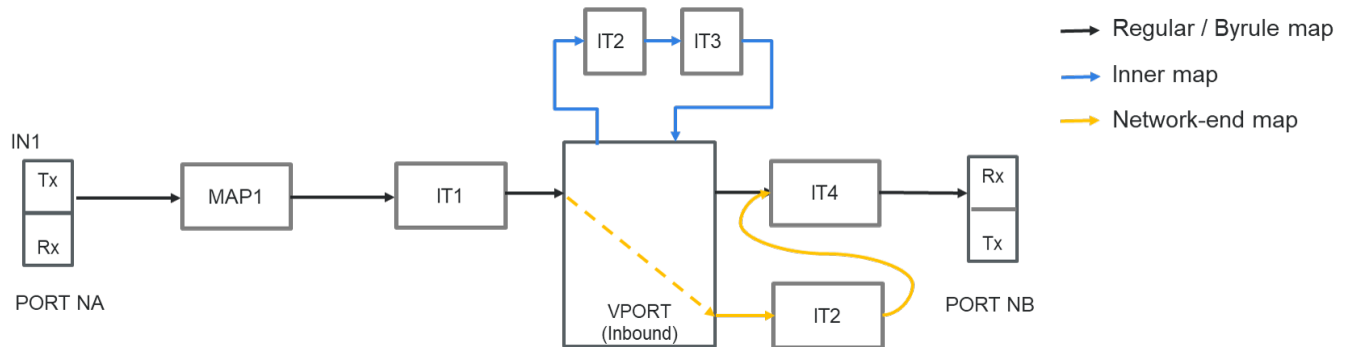 IT2
IT3
Regular / Byrule map
Inner map
Network-end map
IN1
Tx
Rx
MAP1
IT1
IT4
Rx
Tx
PORT NA
VPORT
(Inbound)
IT2
PORT NB